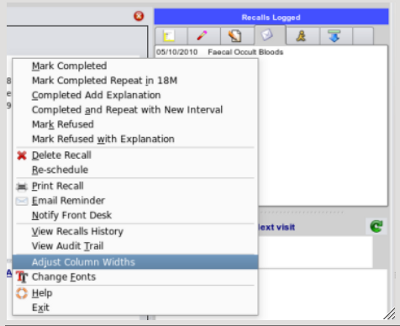 Recalls Logged
05/10/2010 Faecal Occult Bloods
Mark Completed
Mark Completed Repeat in 18M
Completed Add Explanation
Completed and Repeat with New Interval
Mark Refused
Mark Refused with Explanation
Delete Recall
Re-schedule
Print Recall
Email Reminder
Notify Front Desk
ext visit
View Recalls History
View Audit Trail
Adjust Column Widths
Change Fonts
Help
Exit